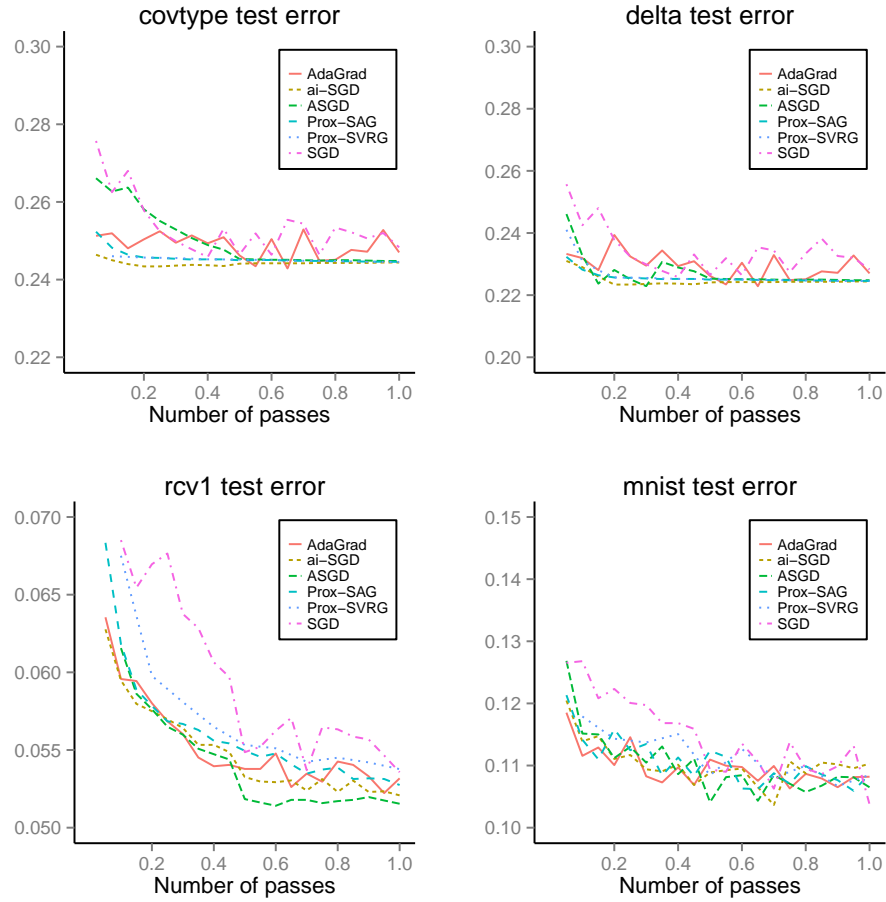 covtype test error
0.30
0.28
0.26
0.24
0.22
AdaGrad
ai−SGD
ASGD
Prox−SAG
Prox−SVRG
SGD
0.2 0.4 0.6 0.8 1.0
Number of passes
delta test error
0.30
0.28
0.26
0.24
0.22
0.20
AdaGrad
ai−SGD
ASGD
Prox−SAG
Prox−SVRG
SGD
0.2 0.4 0.6 0.8 1.0
Number of passes
rcv1 test error
0.070
0.065
0.060
0.055
0.050
AdaGrad
ai−SGD
ASGD
Prox−SAG
Prox−SVRG
SGD
0.2 0.4 0.6 0.8 1.0
Number of passes
mnist test error
0.15
0.14
0.13
0.12
0.11
0.10
AdaGrad
ai−SGD
ASGD
Prox−SAG
Prox−SVRG
SGD
0.2 0.4 0.6 0.8 1.0
Number of passes